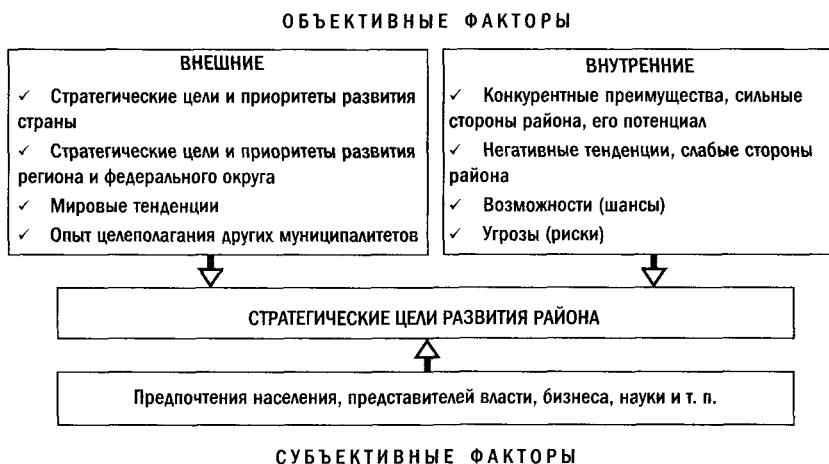 ОБЪЕКТИВНЫЕ ФАКТОРЫ
ВНЕШНИЕ
✓ Стратегические цели и приоритеты развития
страны
✓ Стратегические цели и приоритеты развития
региона и федерального округа
✓ Мировые тенденции
✓ Опыт целеполагания других муниципалитетов
ВНУТРЕННИЕ
✓ Конкурентные преимущества, сильные
стороны района, его потенциал
✓ Негативные тенденции, слабые стороны
района
✓ Возможности (шансы)
✓ Угрозы (риски)
СТРАТЕГИЧЕСКИЕ ЦЕЛИ РАЗВИТИЯ РАЙОНА
Предпочтения населения, представителей власти, бизнеса, науки и т. п.
СУБЪЕКТИВНЫЕ ФАКТОРЫ